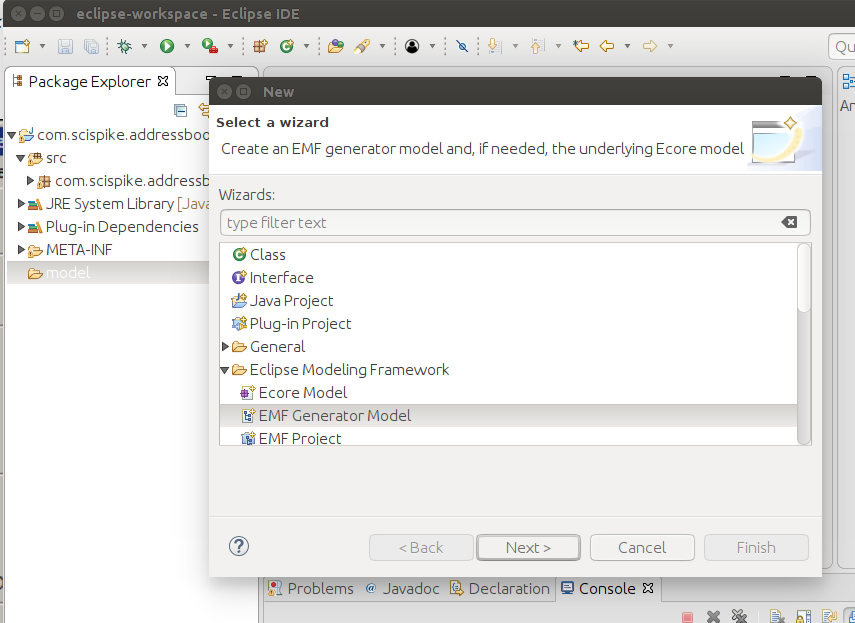 eclipse-workspace - Eclipse IDE
Qu
Package Explorer
com.scispike.addressboo
src
com.scispike.addressb
JRE System Library [Java
Plug-in Dependencies
META-INF
model
New
Select a wizard
Create an EMF generator model and, if needed, the underlying Ecore model
Wizards:
type filter text
Class
Interface
Java Project
Plug-in Project
General
Eclipse Modeling Framework
Ecore Model
EMF Generator Model
EMF Project
< Back
Next >
Cancel
Finish
Ar
Problems
@ Javadoc
Declaration
Console